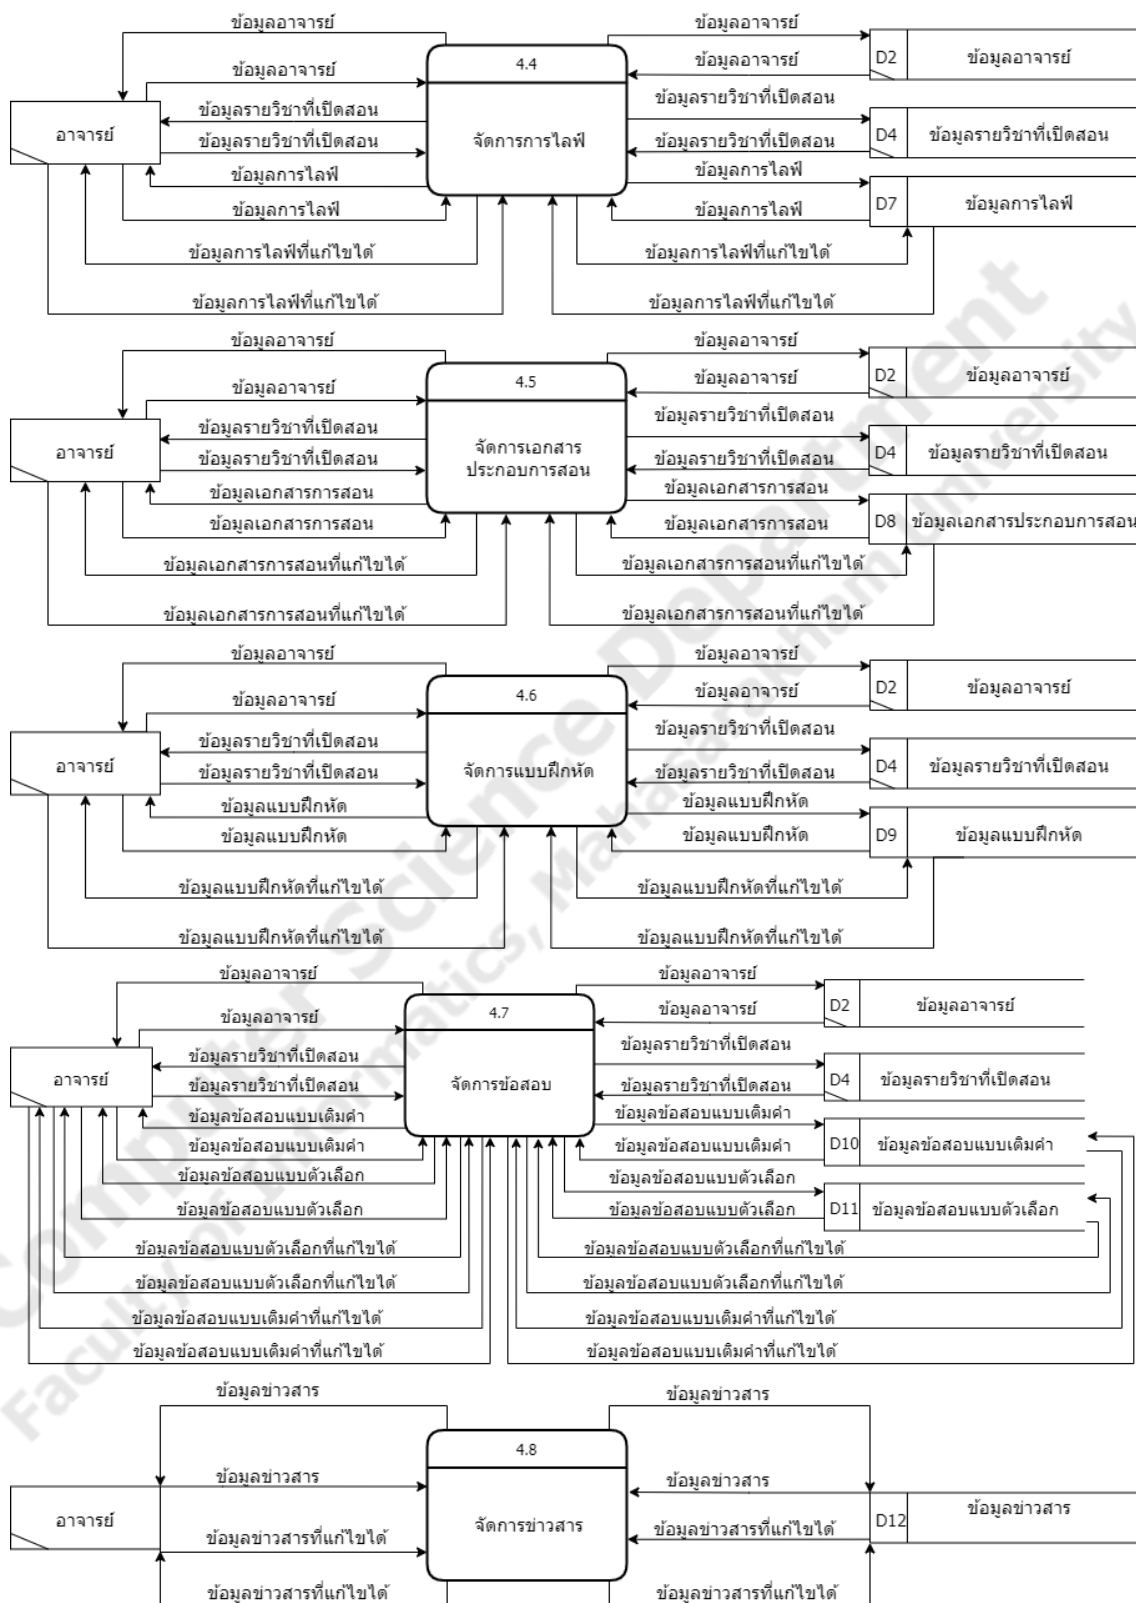 ข้อมูลอาจารย์
ข้อมูลอาจารย์
4.4
D2 ข้อมูลอาจารย์
ข้อมูลอาจารย์
ข้อมูลอาจารย์
ข้อมูลรายวิชาที่เปิดสอน
ข้อมูลรายวิชาที่เปิดสอน
อาจารย์
จัดการการไลฟ์
D4 ข้อมูลรายวิชาที่เปิดสอน
ข้อมูลรายวิชาที่เปิดสอน
ข้อมูลรายวิชาที่เปิดสอน
ข้อมูลการไลฟ์
ข้อมูลการไลฟ์
D7 ข้อมูลการไลฟ์
ข้อมูลการไลฟ์
ข้อมูลการไลฟ์
ข้อมูลการไลฟ์ที่แก้ไขได้
ข้อมูลการไลฟ์ที่แก้ไขได้
ข้อมูลการไลฟ์ที่แก้ไขได้
ข้อมูลการไลฟ์ที่แก้ไขได้
ข้อมูลอาจารย์
ข้อมูลอาจารย์
4.5
D2 ข้อมูลอาจารย์
ข้อมูลอาจารย์
ข้อมูลอาจารย์
ข้อมูลรายวิชาที่เปิดสอน
ข้อมูลรายวิชาที่เปิดสอน
อาจารย์
จัดการเอกสาร
ประกอบการสอน
D4 ข้อมูลรายวิชาที่เปิดสอน
ข้อมูลรายวิชาที่เปิดสอน
ข้อมูลรายวิชาที่เปิดสอน
ข้อมูลเอกสารการสอน
ข้อมูลเอกสารการสอน
D8 ข้อมูลเอกสารประกอบการสอน
ข้อมูลเอกสารการสอน
ข้อมูลเอกสารการสอน
ข้อมูลเอกสารการสอนที่แก้ไขได้
ข้อมูลเอกสารการสอนที่แก้ไขได้
ข้อมูลเอกสารการสอนที่แก้ไขได้
ข้อมูลเอกสารการสอนที่แก้ไขได้
ข้อมูลอาจารย์
ข้อมูลอาจารย์
4.6
D2 ข้อมูลอาจารย์
ข้อมูลอาจารย์
ข้อมูลอาจารย์
ข้อมูลรายวิชาที่เปิดสอน
ข้อมูลรายวิชาที่เปิดสอน
อาจารย์
จัดการแบบฝึกหัด
D4 ข้อมูลรายวิชาที่เปิดสอน
ข้อมูลรายวิชาที่เปิดสอน
ข้อมูลรายวิชาที่เปิดสอน
ข้อมูลแบบฝึกหัด
ข้อมูลแบบฝึกหัด
D9 ข้อมูลแบบฝึกหัด
ข้อมูลแบบฝึกหัด
ข้อมูลแบบฝึกหัด
ข้อมูลแบบฝึกหัดที่แก้ไขได้
ข้อมูลแบบฝึกหัดที่แก้ไขได้
ข้อมูลแบบฝึกหัดที่แก้ไขได้
ข้อมูลแบบฝึกหัดที่แก้ไขได้
ข้อมูลอาจารย์
ข้อมูลอาจารย์
4.7
D2 ข้อมูลอาจารย์
ข้อมูลอาจารย์
ข้อมูลอาจารย์
ข้อมูลรายวิชาที่เปิดสอน
ข้อมูลรายวิชาที่เปิดสอน
อาจารย์
จัดการข้อสอบ
D4 ข้อมูลรายวิชาที่เปิดสอน
ข้อมูลรายวิชาที่เปิดสอน
ข้อมูลรายวิชาที่เปิดสอน
ข้อมูลข้อสอบแบบเติมคำ
ข้อมูลข้อสอบแบบเติมคำ
D10 ข้อมูลข้อสอบแบบเติมคำ
ข้อมูลข้อสอบแบบเติมคำ
ข้อมูลข้อสอบแบบเติมคำ
ข้อมูลข้อสอบแบบตัวเลือก
ข้อมูลข้อสอบแบบตัวเลือก
D11 ข้อมูลข้อสอบแบบตัวเลือก
ข้อมูลข้อสอบแบบตัวเลือก
ข้อมูลข้อสอบแบบตัวเลือก
ข้อมูลข้อสอบแบบตัวเลือกที่แก้ไขได้
ข้อมูลข้อสอบแบบตัวเลือกที่แก้ไขได้
ข้อมูลข้อสอบแบบตัวเลือกที่แก้ไขได้
ข้อมูลข้อสอบแบบตัวเลือกที่แก้ไขได้
ข้อมูลข้อสอบแบบเติมคำที่แก้ไขได้
ข้อมูลข้อสอบแบบเติมคำที่แก้ไขได้
ข้อมูลข้อสอบแบบเติมคำที่แก้ไขได้
ข้อมูลข้อสอบแบบเติมคำที่แก้ไขได้
ข้อมูลข่าวสาร
ข้อมูลข่าวสาร
4.8
ข้อมูลข่าวสาร
ข้อมูลข่าวสาร
อาจารย์
จัดการข่าวสาร
D12 ข้อมูลข่าวสาร
ข้อมูลข่าวสารที่แก้ไขได้
ข้อมูลข่าวสารที่แก้ไขได้
ข้อมูลข่าวสารที่แก้ไขได้
ข้อมูลข่าวสารที่แก้ไขได้
Computer Science Department
Faculty of Informatics, Mahasarakham University